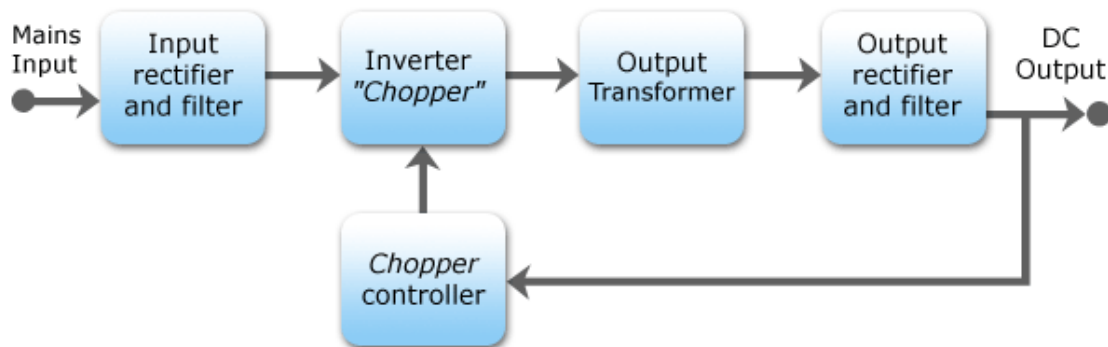 Mains
Input
Input
rectifier
and filter
Inverter
"Chopper"
Output
Transformer
Output
rectifier
and filter
DC
Output
Chopper
controller